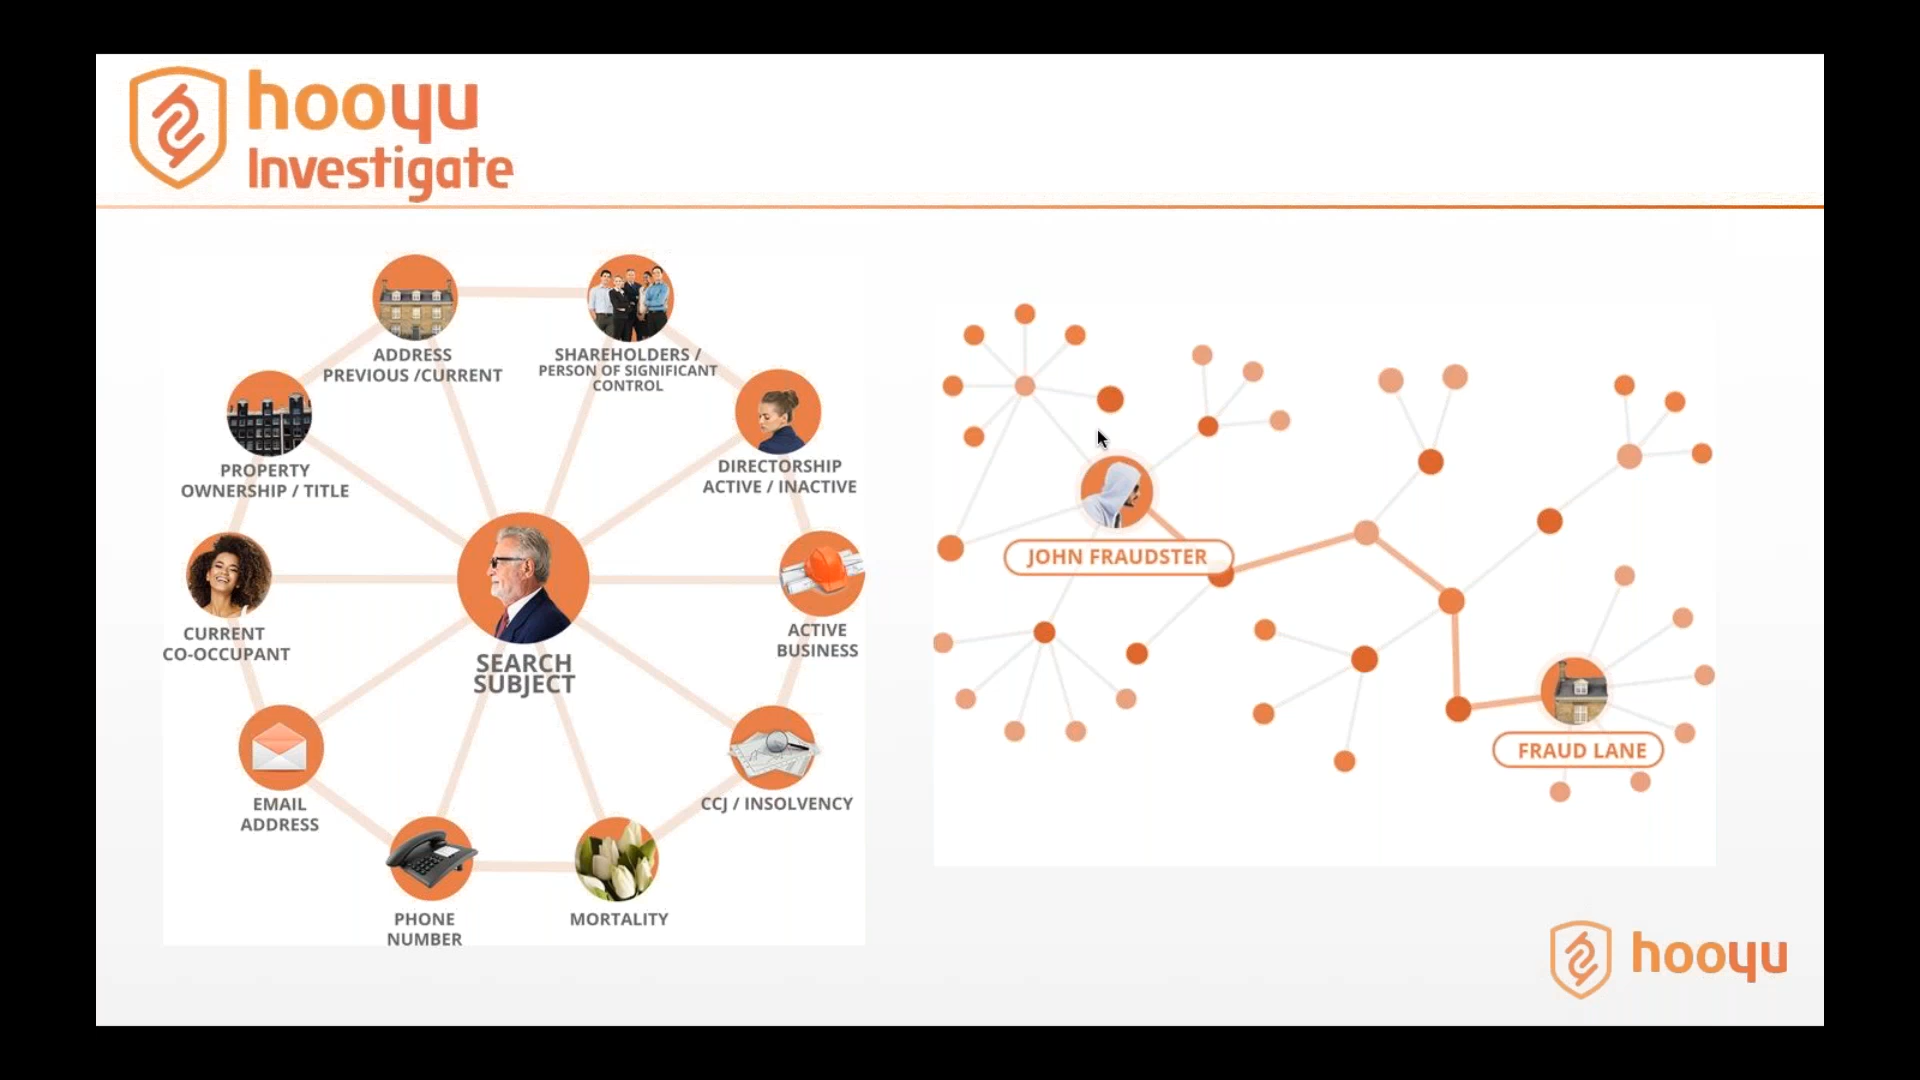 hooyu
Investigate
ADDRESS
PREVIOUS /CURRENT
SHAREHOLDERS /
PERSON OF SIGNIFICANT
CONTROL
PROPERTY
OWNERSHIP / TITLE
DIRECTORSHIP
ACTIVE / INACTIVE
CURRENT
CO-OCCUPANT
SEARCH
SUBJECT
ACTIVE
BUSINESS
EMAIL
ADDRESS
CCJ / INSOLVENCY
PHONE
NUMBER
MORTALITY
JOHN FRAUDSTER
FRAUD LANE
hooyu